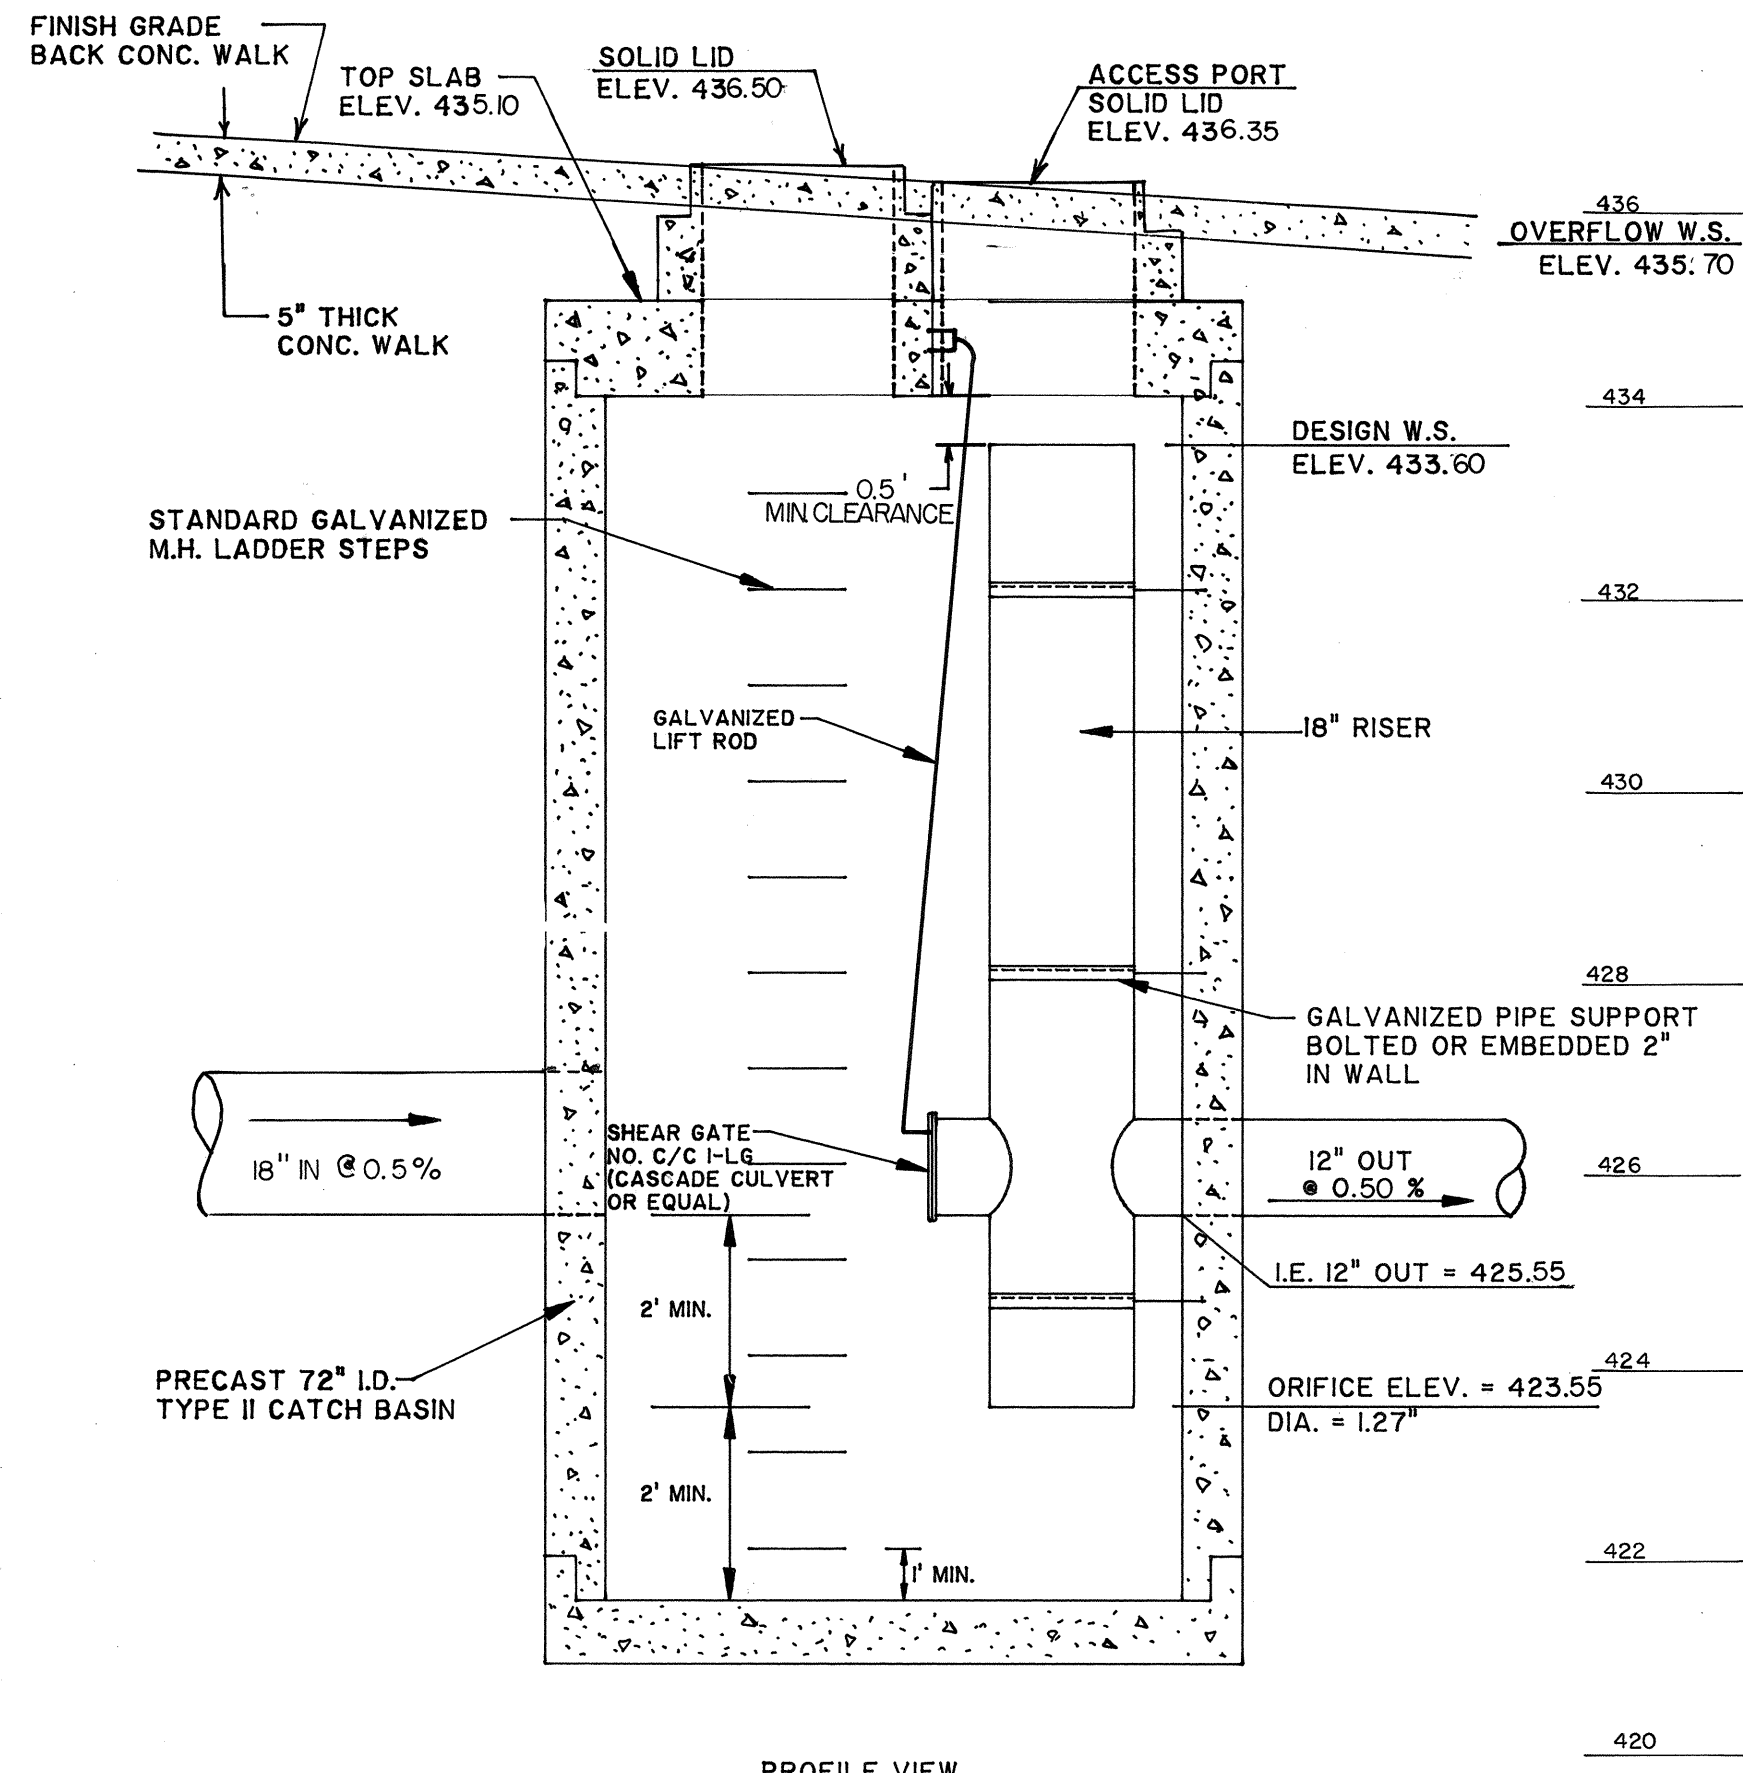 FINISH GRADE
BACK CONC. WALK
TOP SLAB
ELEV. 435.10
SOLID LID
ELEV. 436.50
ACCESS PORT
SOLID LID
ELEV. 436.35
436
OVERFLOW W.S.
ELEV. 435.70
5" THICK
CONC. WALK
434
DESIGN W.S.
ELEV. 433.60
0.5'
MIN. CLEARANCE
STANDARD GALVANIZED
M.H. LADDER STEPS
432
GALVANIZED
LIFT ROD
18" RISER
430
428
GALVANIZED PIPE SUPPORT
BOLTED OR EMBEDDED 2"
IN WALL
SHEAR GATE
NO. C/C 1-LG
(CASCADE CULVERT
OR EQUAL)
18" IN @ 0.5%
12" OUT
@ 0.50 %
426
I.E. 12" OUT = 425.55
2' MIN.
PRECAST 72" I.D.
TYPE II CATCH BASIN
424
ORIFICE ELEV. = 423.55
DIA. = 1.27"
2' MIN.
422
1' MIN.
420
PROFILE VIEW